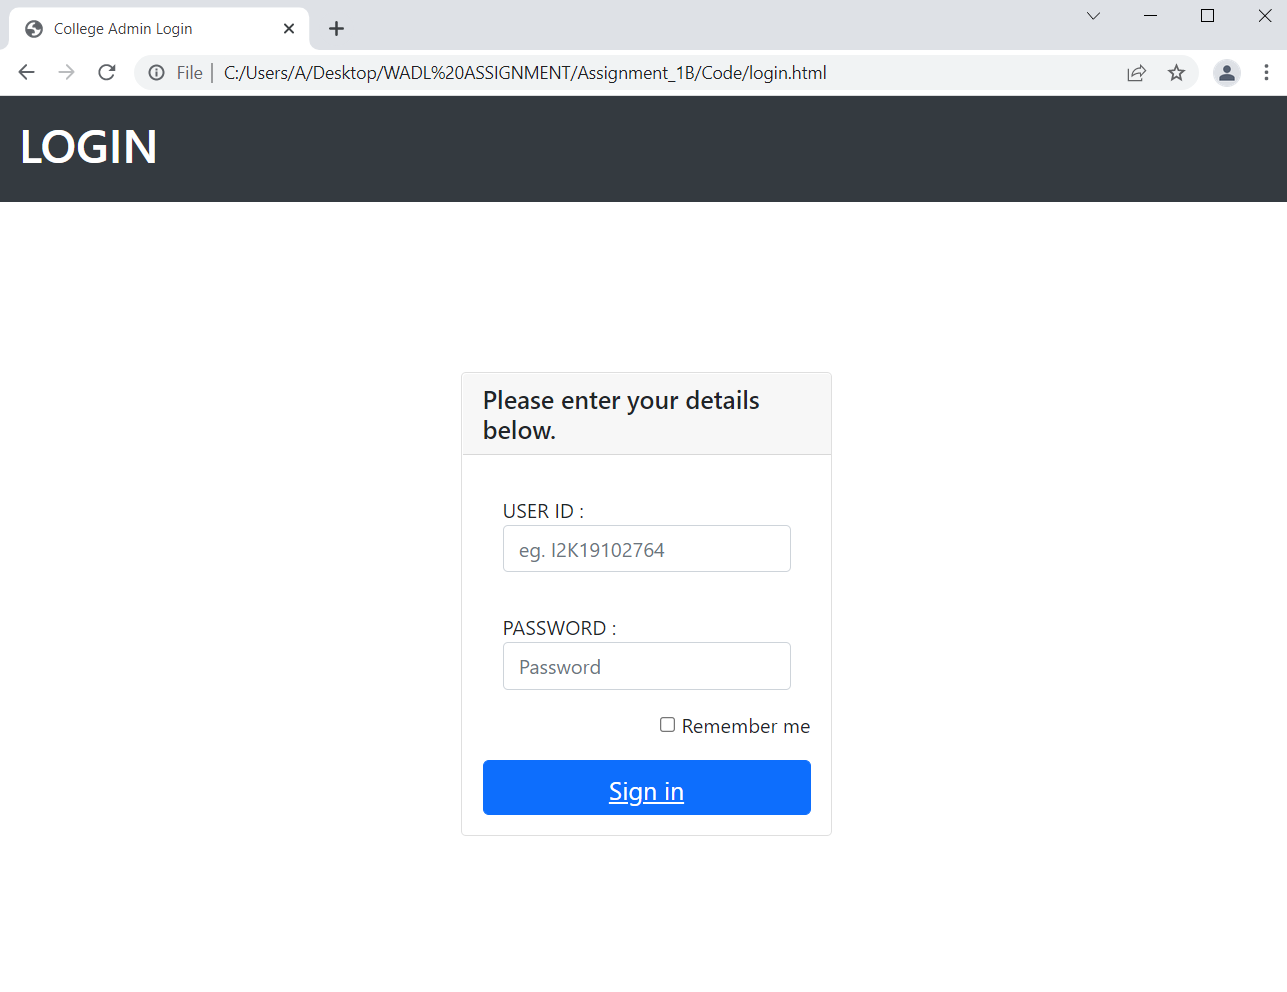 College Admin Login
File | C:/Users/A/Desktop/WADL%20ASSIGNMENT/Assignment_1B/Code/login.html
LOGIN
Please enter your details
below.
USER ID :
eg. I2K19102764
PASSWORD :
Password
Remember me
Sign in